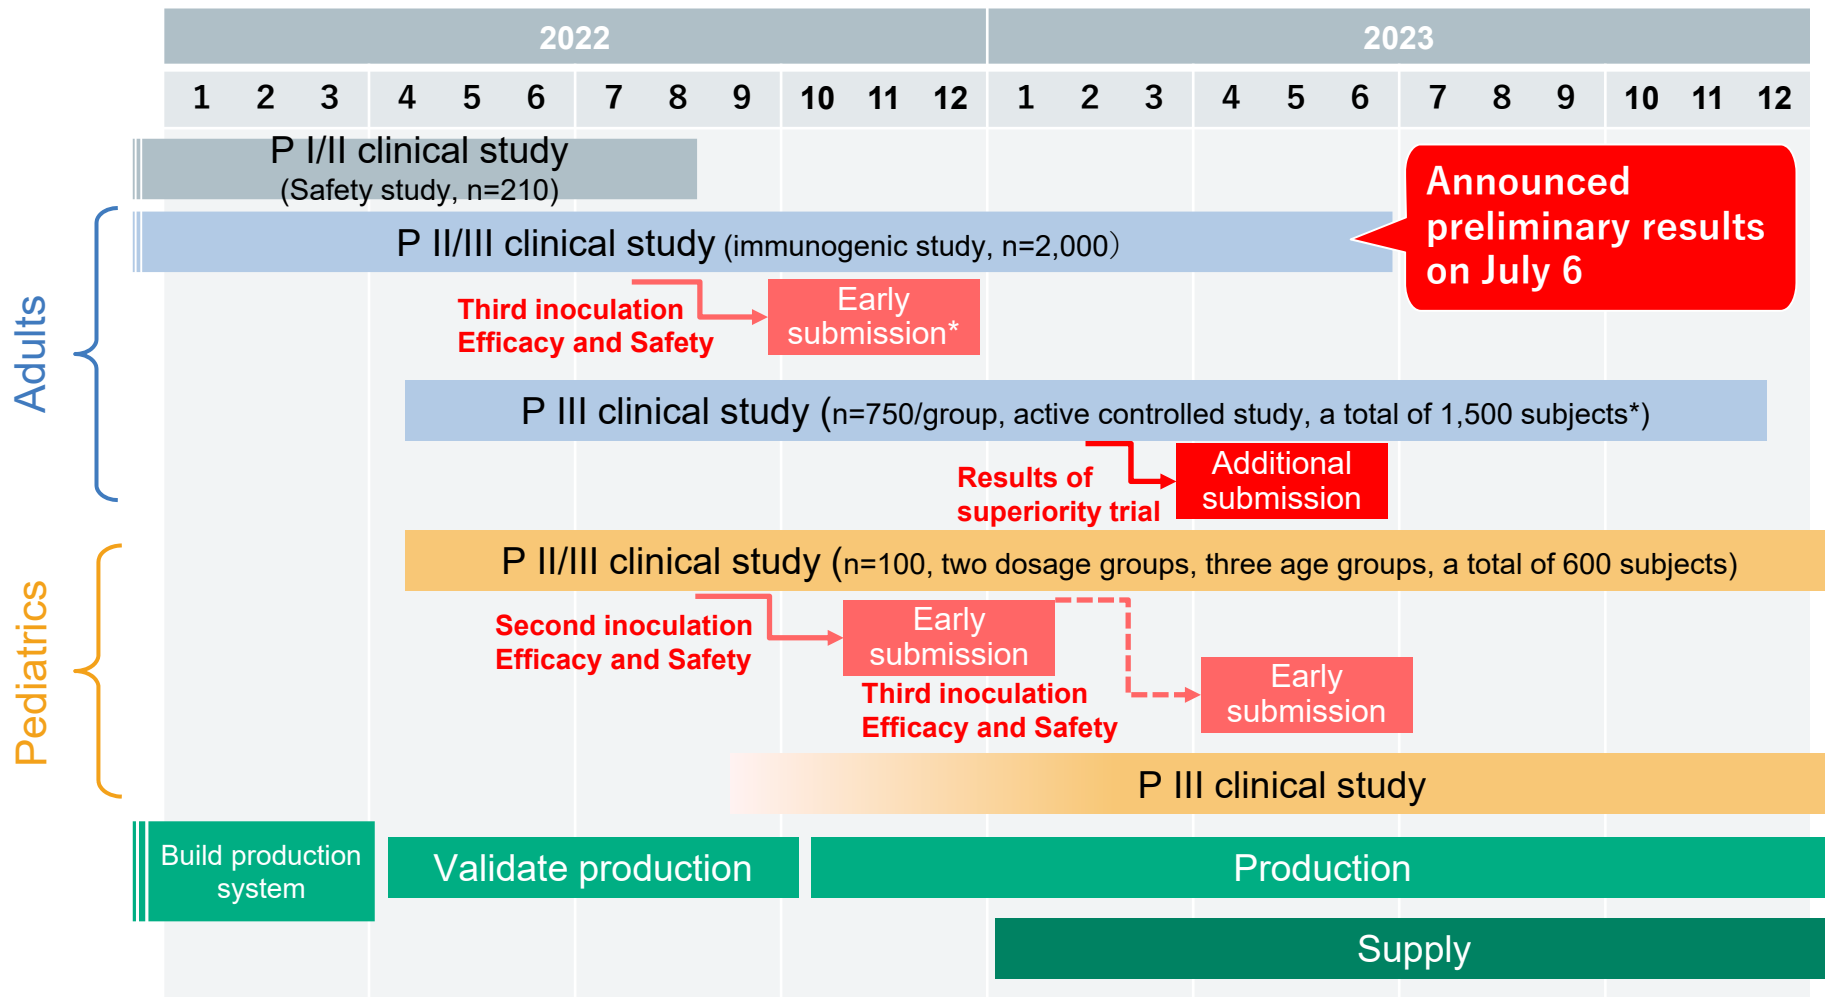 2022
2023
1 2 3 4 5 6 7 8 9 10 11 12 1 2 3 4 5 6 7 8 9 10 11 12
P I/II clinical study
(Safety study, n=210)
Announced
preliminary results
on July 6
Adults
P II/III clinical study (immunogenic study, n=2,000）
Third inoculation
Efficacy and Safety
Early
submission*
P III clinical study (n=750/group, active controlled study, a total of 1,500 subjects*)
Results of
superiority trial
Additional
submission
Pediatrics
P II/III clinical study (n=100, two dosage groups, three age groups, a total of 600 subjects)
Second inoculation
Efficacy and Safety
Early
submission
Third inoculation
Efficacy and Safety
Early
submission
P III clinical study
Build production
system
Validate production
Production
Supply